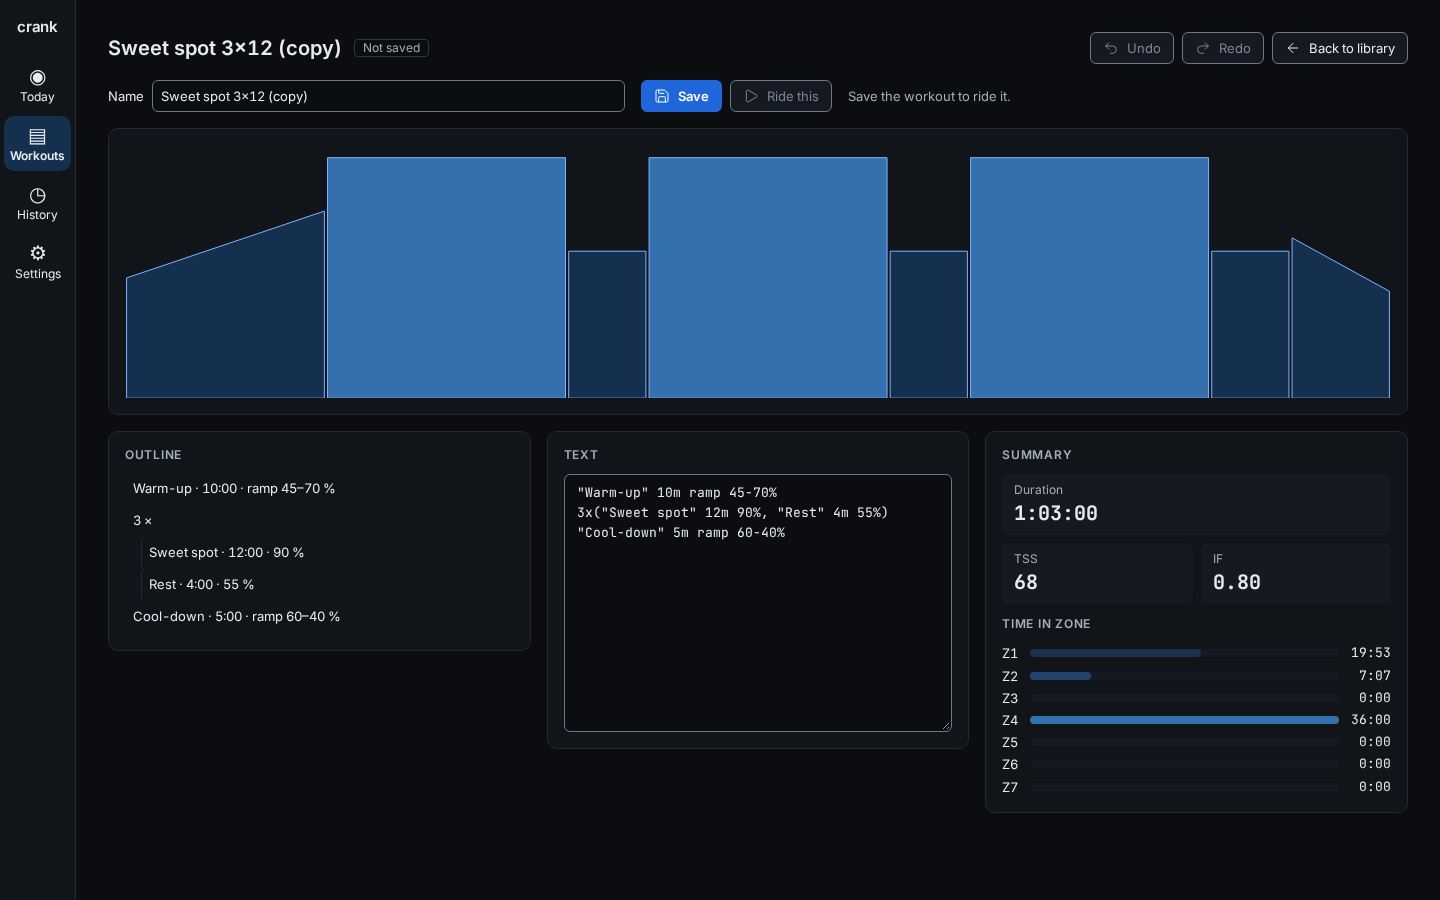 crank
Today
Workouts
History
Settings
Sweet spot 3×12 (copy)
Not saved
Undo
Redo
Back to library
Name
Sweet spot 3×12 (copy)
Save
Ride this
Save the workout to ride it.
OUTLINE
Warm-up · 10:00 · ramp 45–70 %
3 ×
Sweet spot · 12:00 · 90 %
Rest · 4:00 · 55 %
Cool-down · 5:00 · ramp 60–40 %
TEXT
"Warm-up" 10m ramp 45-70%
3x("Sweet spot" 12m 90%, "Rest" 4m 55%)
"Cool-down" 5m ramp 60-40%
SUMMARY
Duration
1:03:00
TSS
68
IF
0.80
TIME IN ZONE
Z1 19:53
Z2 7:07
Z3 0:00
Z4 36:00
Z5 0:00
Z6 0:00
Z7 0:00